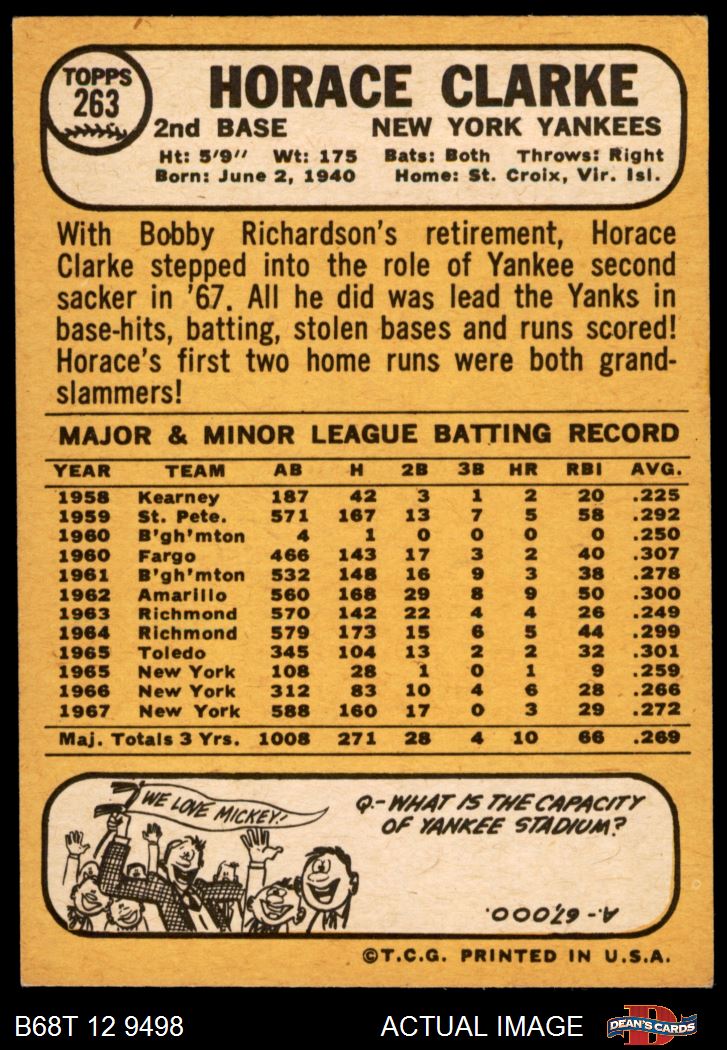 TOPPS
263
HORACE CLARKE
2nd BASE NEW YORK YANKEES
Ht: 5'9" Wt: 175 Bats: Both Throws: Right
Born: June 2, 1940 Home: St. Croix, Vir. Isl.
With Bobby Richardson's retirement, Horace
Clarke stepped into the role of Yankee second
sacker in '67. All he did was lead the Yanks in
base-hits, batting, stolen bases and runs scored!
Horace's first two home runs were both grand-
slammers!
MAJOR & MINOR LEAGUE BATTING RECORD
YEAR TEAM AB H 2B 3B HR RBI AVG.
1958 Kearney 187 42 3 1 2 20 .225
1959 St. Pete. 571 167 13 7 5 58 .292
1960 B'gh'mton 4 1 0 0 0 0 .250
1960 Fargo 466 143 17 3 2 40 .307
1961 B'gh'mton 532 148 16 9 3 38 .278
1962 Amarillo 560 168 29 8 9 50 .300
1963 Richmond 570 142 22 4 4 26 .249
1964 Richmond 579 173 15 6 5 44 .299
1965 Toledo 345 104 13 2 2 32 .301
1965 New York 108 28 1 0 1 9 .259
1966 New York 312 83 10 4 6 28 .266
1967 New York 588 160 17 0 3 29 .272
Maj. Totals 3 Yrs. 1008 271 28 4 10 66 .269
WE LOVE MICKEY!
Q.-WHAT IS THE CAPACITY
OF YANKEE STADIUM?
A.- 67,000.
©T.C.G. PRINTED IN U.S.A.
B68T 12 9498 ACTUAL IMAGE D DEAN'S CARDS